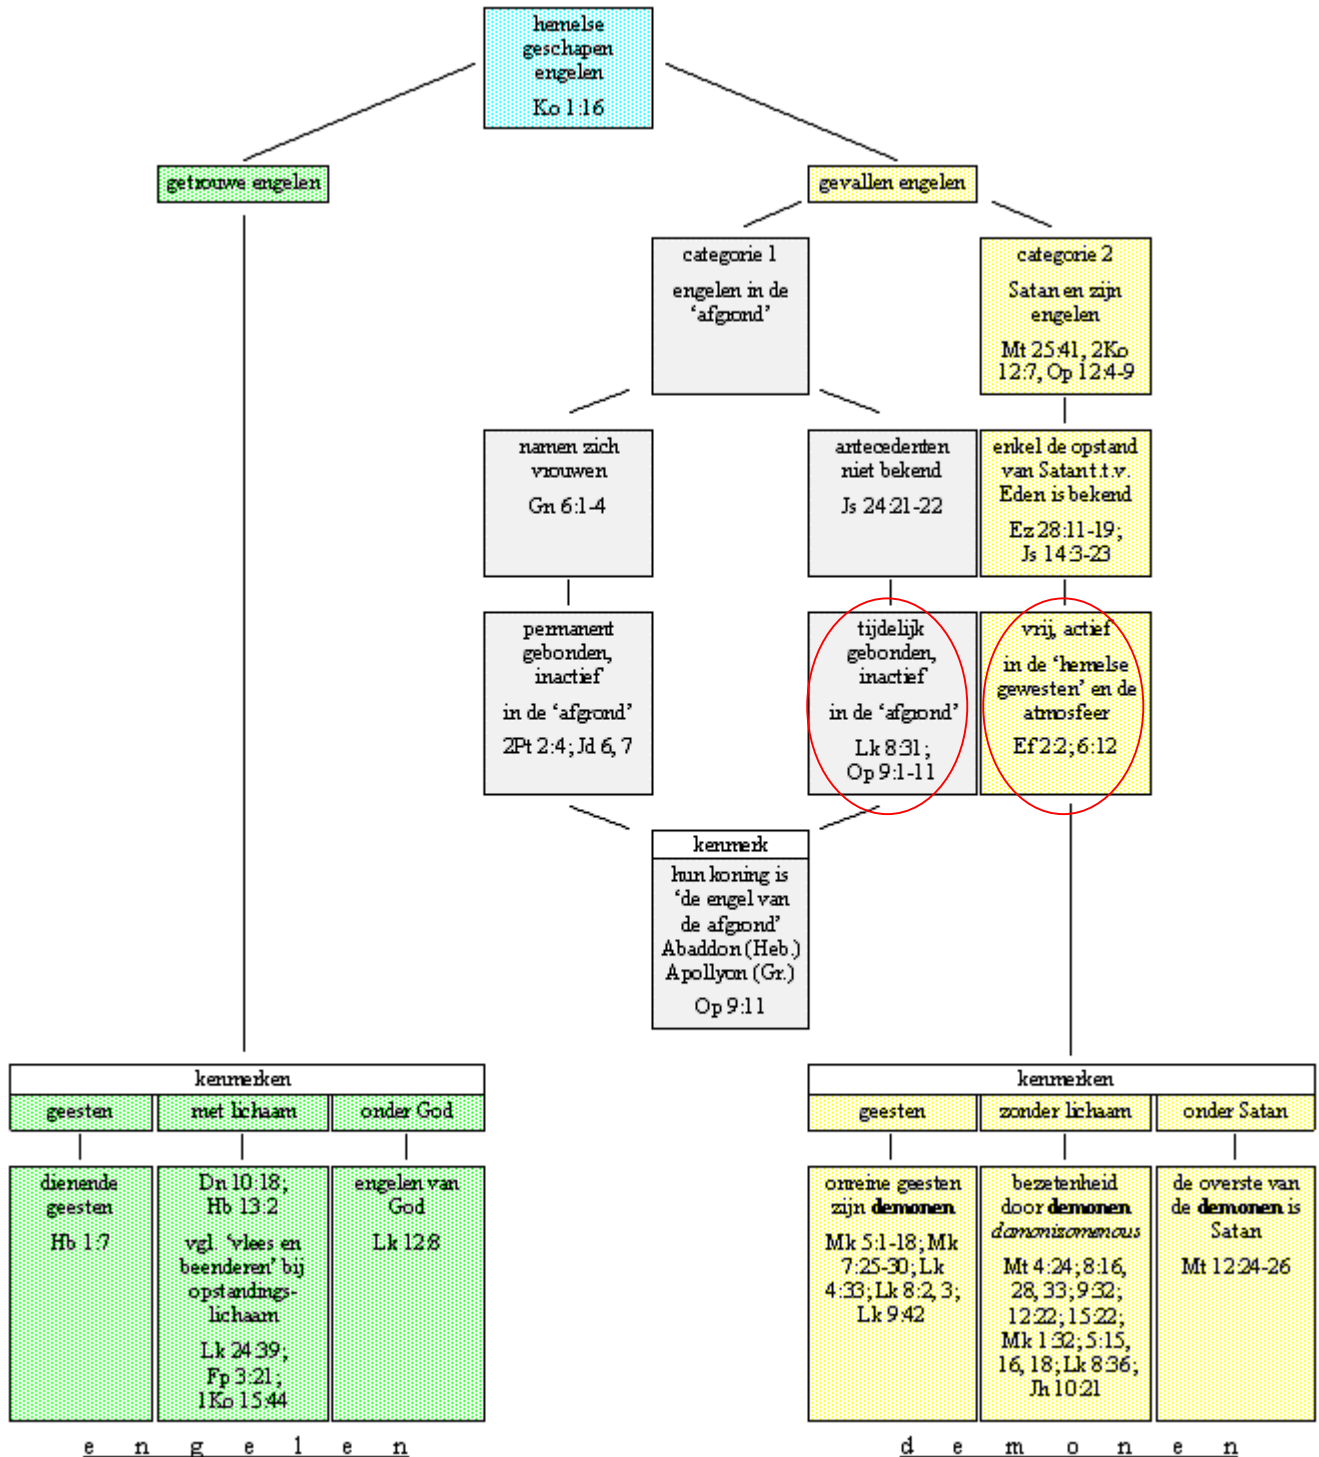 hemelse
geschapen
engelen
Ko 1:16
getrouwe engelen
gevallen engelen
categorie 1
engelen in de
‘afgrond’
categorie 2
Satan en zijn
engelen
Mt 25:41, 2Ko
12:7, Op 12:4-9
namen zich
vrouwen
Gn 6:1-4
antecedenten
niet bekend
Js 24:21-22
enkel de opstand
van Satan t.t.v.
Eden is bekend
Ez 28:11-19;
Js 14:3-23
permanent
gebonden,
inactief
in de ‘afgrond’
2Pt 2:4; Jd 6, 7
tijdelijk
gebonden,
inactief
in de ‘afgrond’
Lk 8:31;
Op 9:1-11
vrij, actief
in de ‘hemelse
gewesten’ en de
atmosfeer
Ef 2:2; 6:12
kenmerk
hun koning is
‘de engel van
de afgrond’
Abaddon (Heb.)
Apollyon (Gr.)
Op 9:11
kenmerken
geesten
met lichaam
onder God
dienende
geesten
Hb 1:7
Dn 10:18;
Hb 13:2
vgl. ‘vlees en
beenderen’ bij
opstandings-
lichaam
Lk 24:39;
Fp 3:21;
1Ko 15:44
engelen van
God
Lk 12:8
e n g e l e n
kenmerken
geesten
zonder lichaam
onder Satan
onreine geesten
zijn demonen
Mk 5:1-18; Mk
7:25-30; Lk
4:33; Lk 8:2, 3;
Lk 9:42
bezetenheid
door demonen
damonizomenous
Mt 4:24; 8:16,
28, 33; 9:32;
12:22; 15:22;
Mk 1:32; 5:15,
16, 18; Lk 8:36;
Jh 10:21
de overste van
de demonen is
Satan
Mt 12:24-26
d e m o n e n